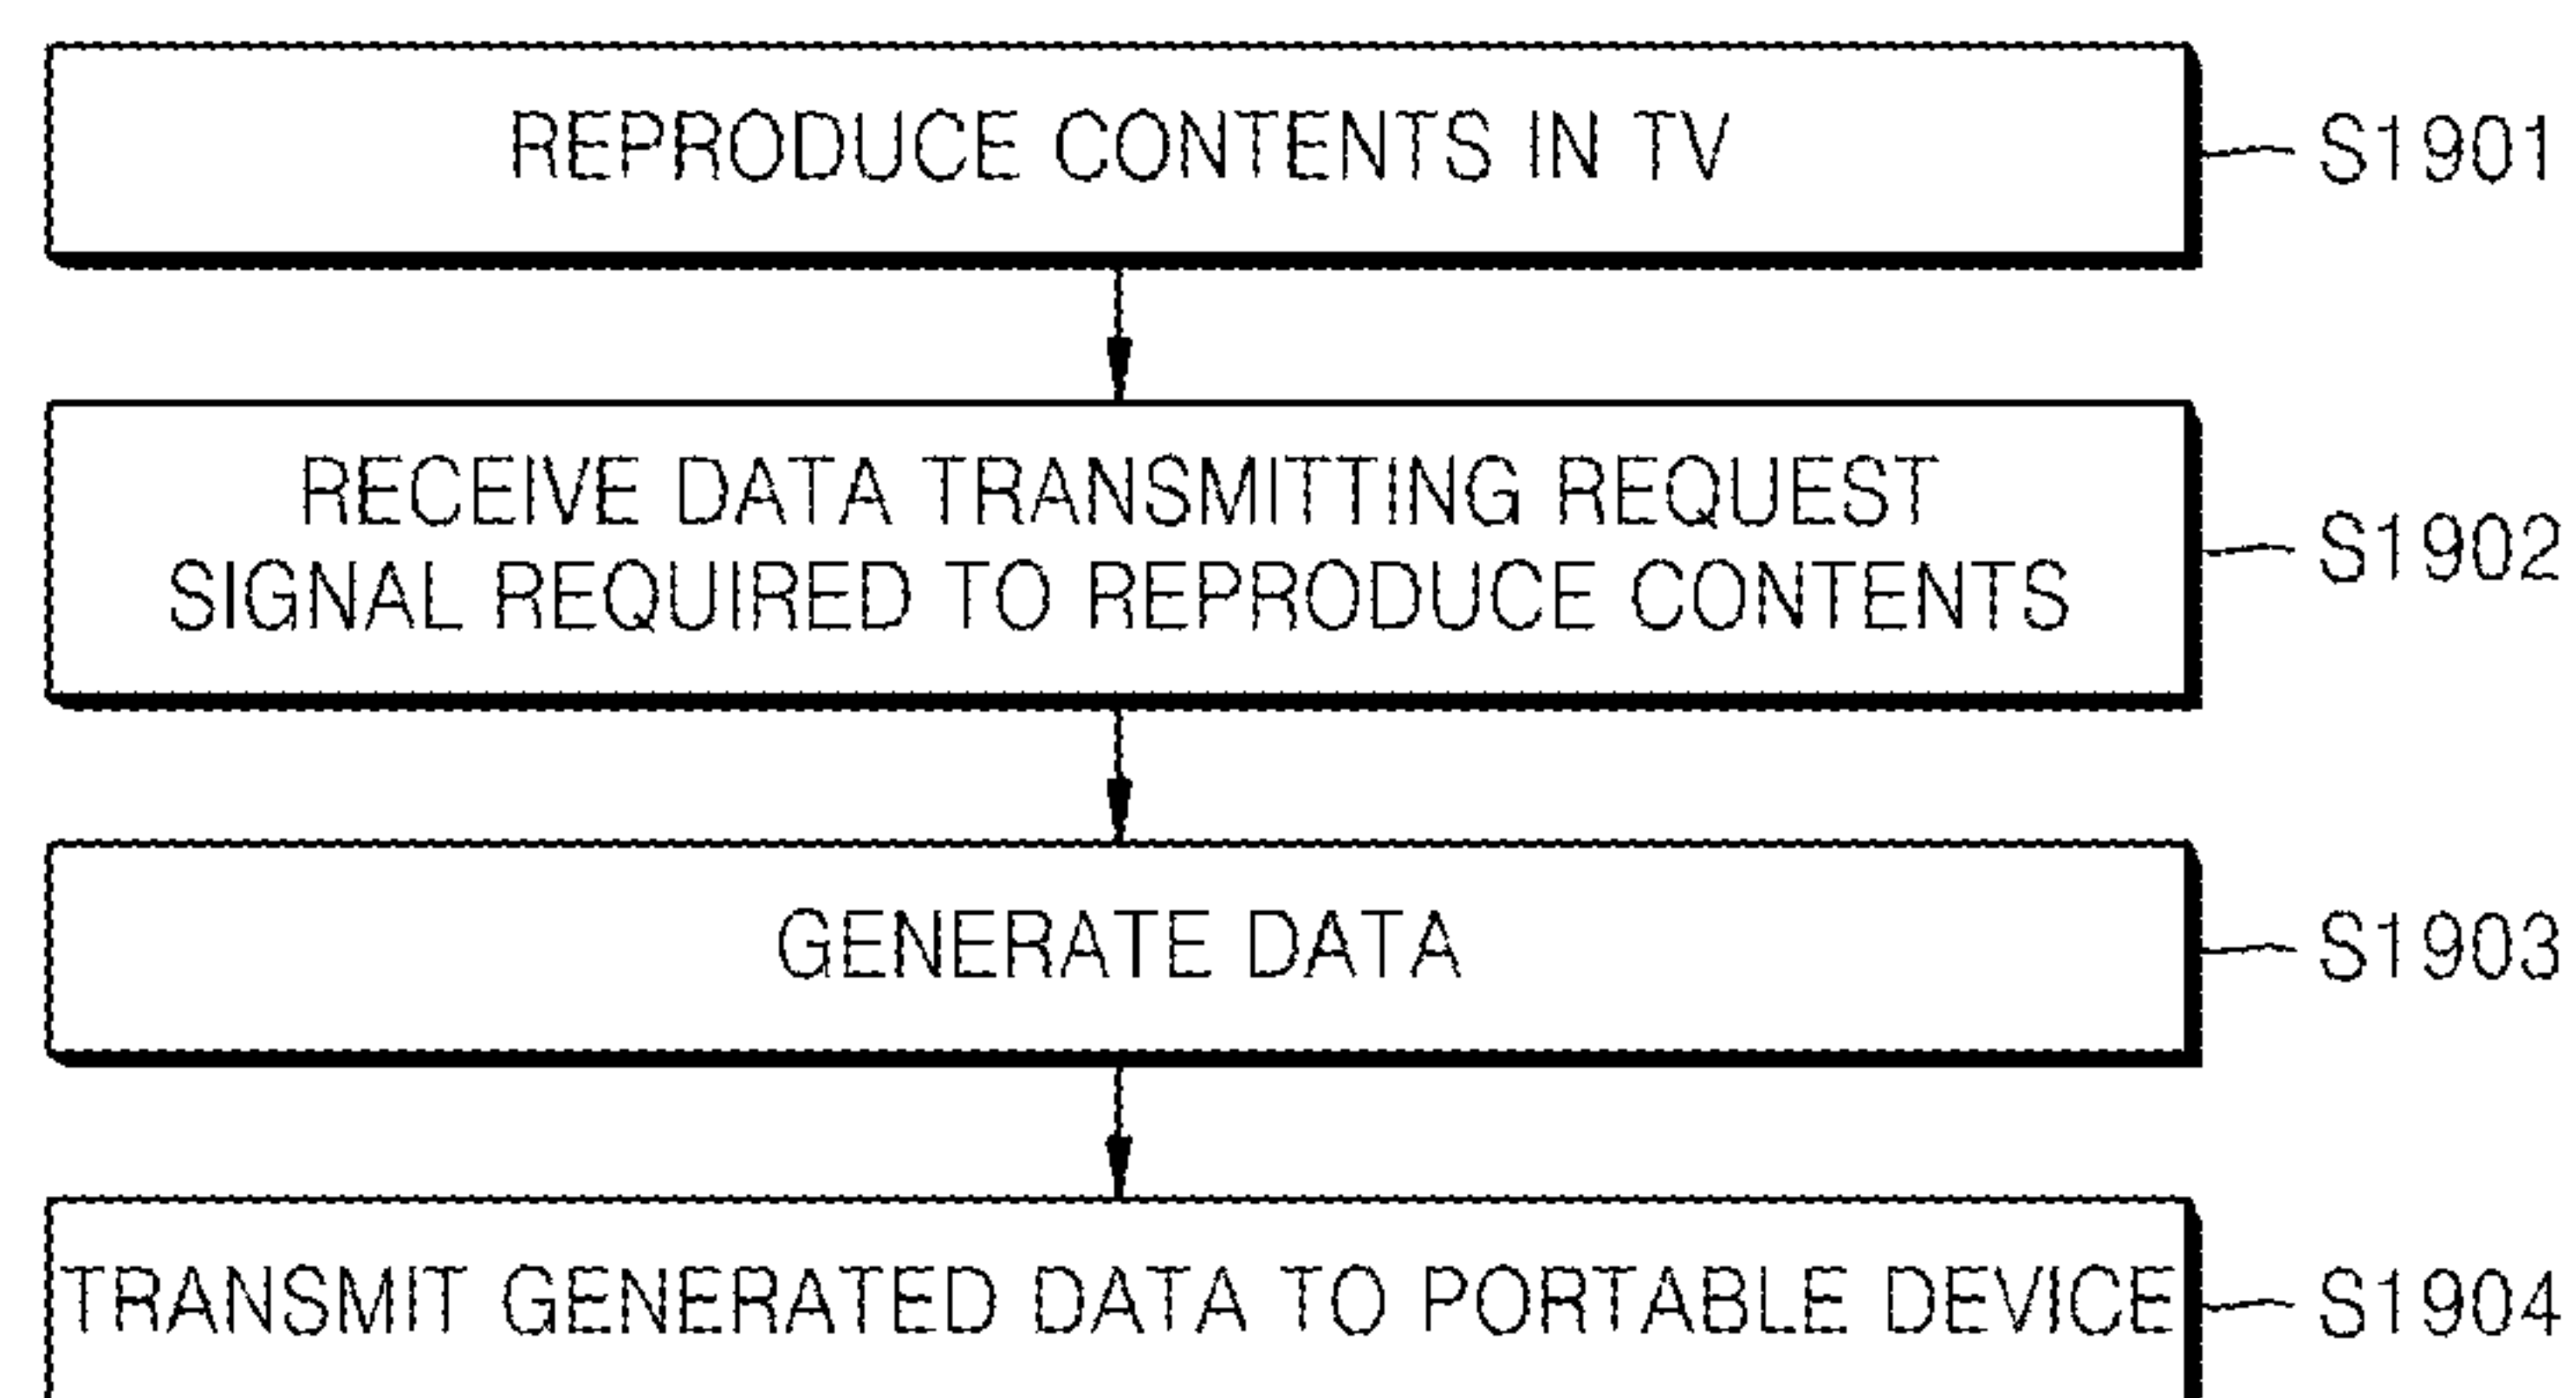 REPRODUCE CONTENTS IN TV
S1901
RECEIVE DATA TRANSMITTING REQUEST
SIGNAL REQUIRED TO REPRODUCE CONTENTS
S1902
GENERATE DATA
S1903
TRANSMIT GENERATED DATA TO PORTABLE DEVICE
S1904